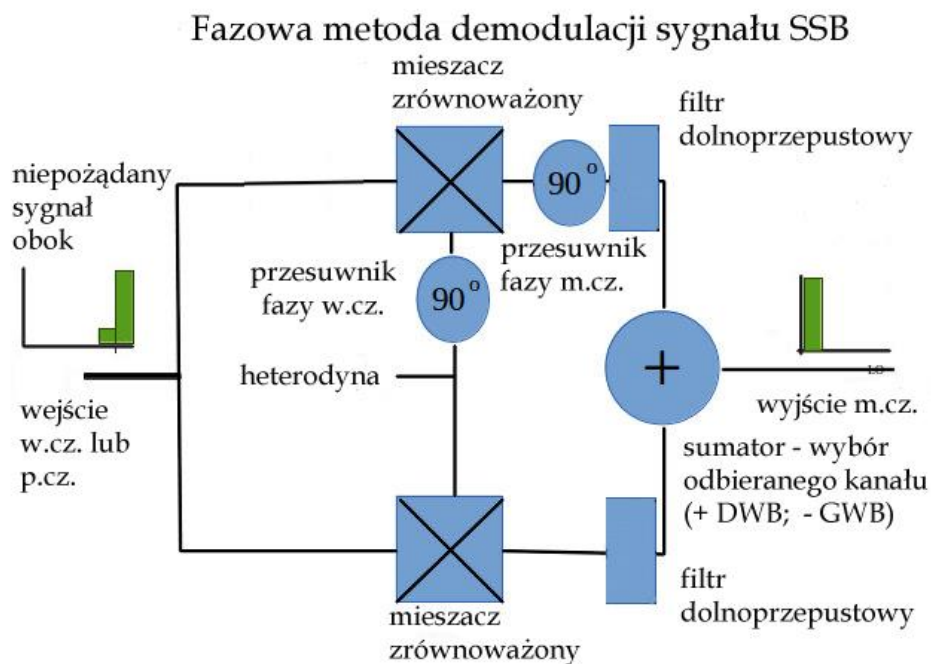 Fazowa metoda demodulacji sygnału SSB
mieszacz
zrównoważony
filtr
dolnoprzepustowy
niepożądany
sygnał
obok
90°
90°
przesuwnik
fazy m.cz.
przesuwnik
fazy w.cz.
heterodyna
+
wejście
w.cz. lub
p.cz.
wyjście m.cz.
sumator - wybór
odbieranego kanału
(+ DWB; - GWB)
filtr
dolnoprzepustowy
mieszacz
zrównoważony